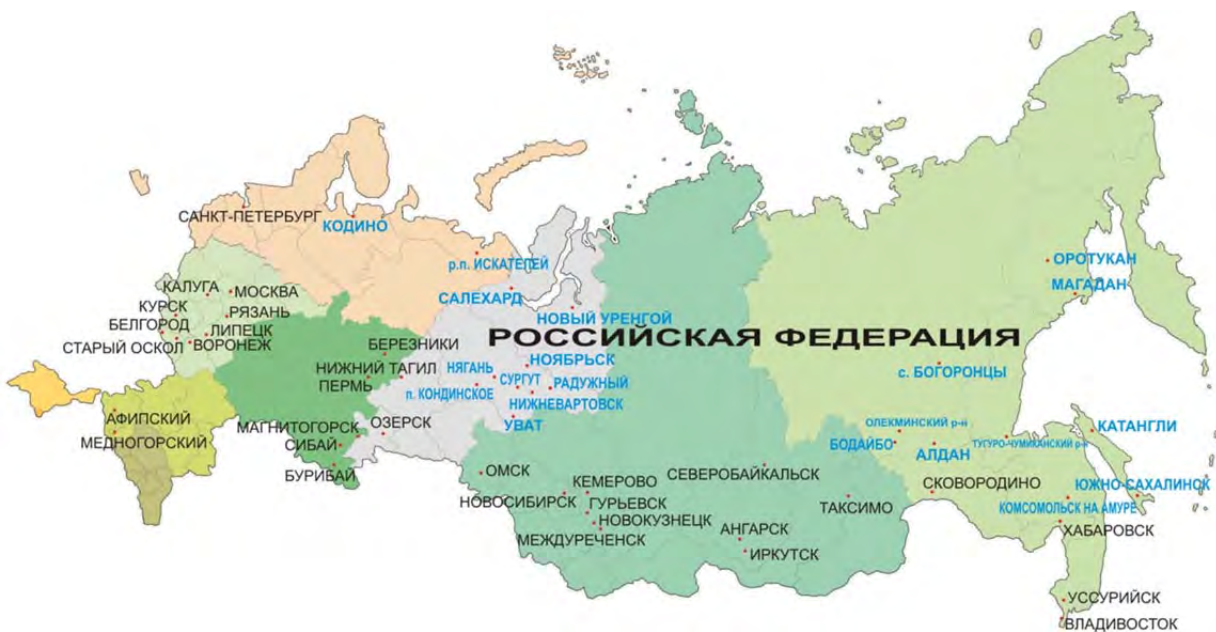 САНКТ-ПЕТЕРБУРГ
КОДИНО
р.п. ИСКАТЕЛЕЙ
ОРОТУКАН
КАЛУГА
МОСКВА
САЛЕХАРД
МАГАДАН
КУРСК
РЯЗАНЬ
НОВЫЙ УРЕНГОЙ
БЕЛГОРОД
ЛИПЕЦК
РОССИЙСКАЯ ФЕДЕРАЦИЯ
СТАРЫЙ ОСКОЛ
ВОРОНЕЖ
БЕРЕЗНИКИ
НОЯБРЬСК
НИЖНИЙ ТАГИЛ
НЯГАНЬ
с. БОГОРОНЦЫ
ПЕРМЬ
СУРГУТ
РАДУЖНЫЙ
п. КОНДИНСКОЕ
НИЖНЕВАРТОВСК
АФИПСКИЙ
МАГНИТОГОРСК
ОЗЕРСК
УВАТ
ОЛЕКМИНСКИЙ р-н
КАТАНГЛИ
МЕДНОГОРСКИЙ
СИБАЙ
БОДАЙБО
АЛДАН
ТУГУРО-ЧУМИКАНСКИЙ р-н
БУРИБАЙ
ОМСК
СЕВЕРОБАЙКАЛЬСК
КЕМЕРОВО
СКОВОРОДИНО
ЮЖНО-САХАЛИНСК
НОВОСИБИРСК
ГУРЬЕВСК
ТАКСИМО
КОМСОМОЛЬСК НА АМУРЕ
НОВОКУЗНЕЦК
АНГАРСК
ХАБАРОВСК
МЕЖДУРЕЧЕНСК
ИРКУТСК
УССУРИЙСК
ВЛАДИВОСТОК